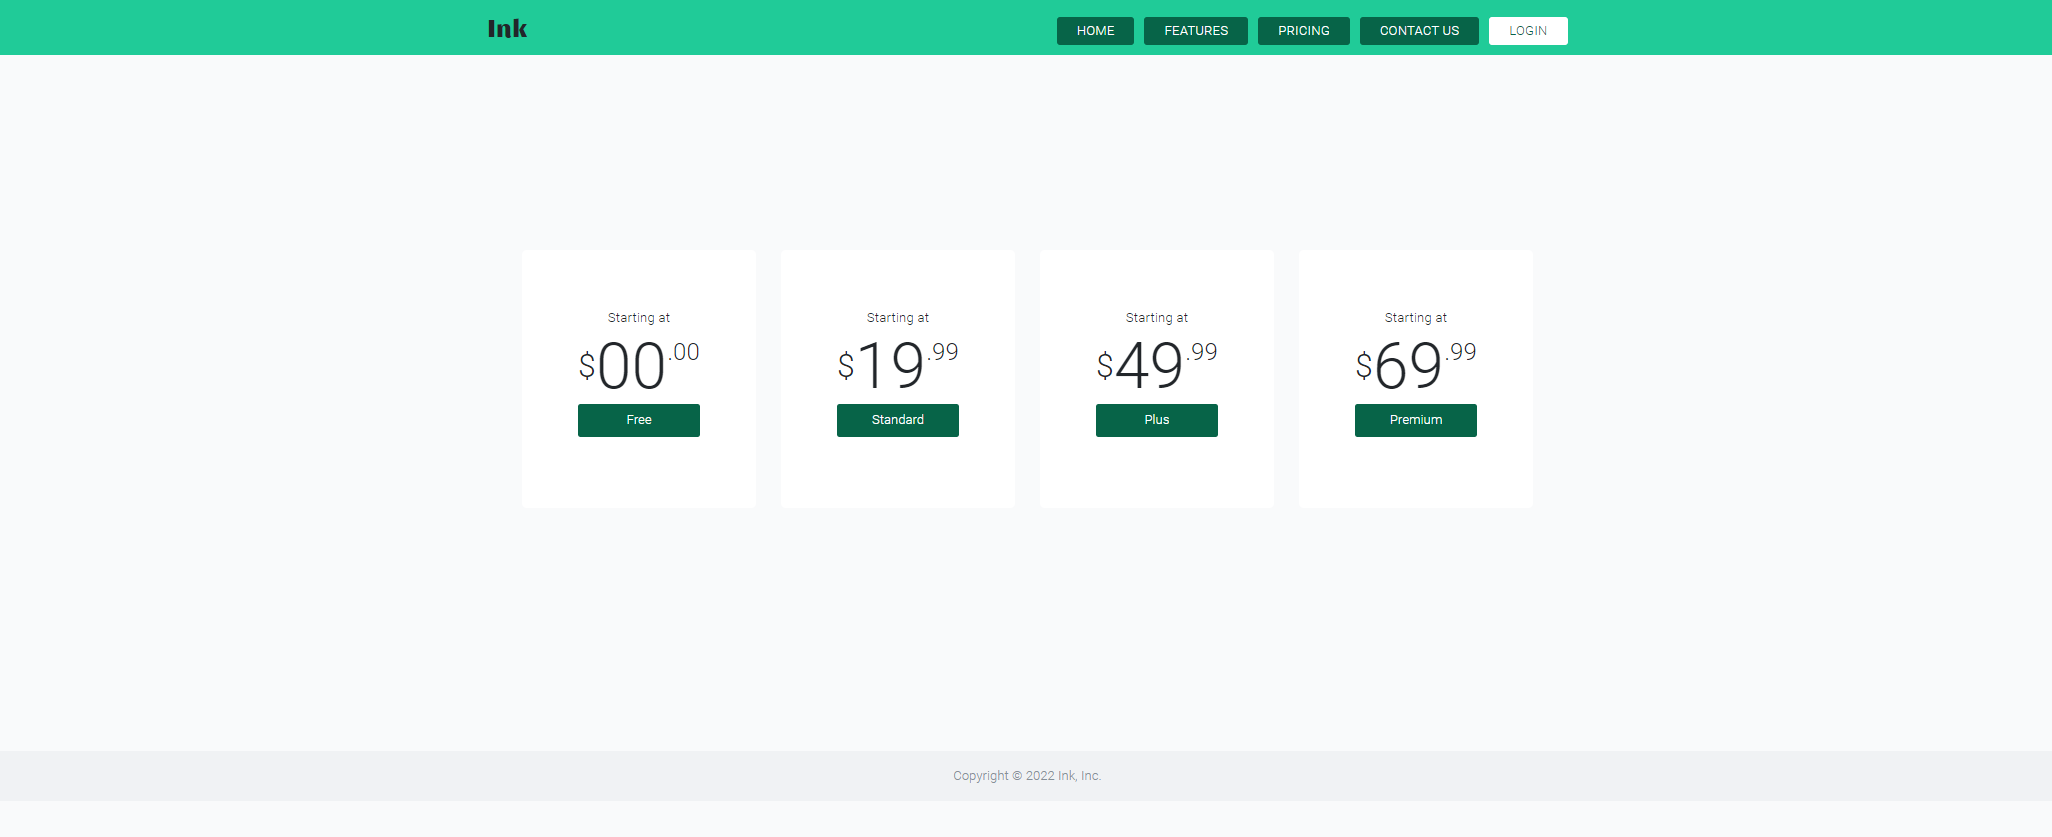 Ink
HOME FEATURES PRICING CONTACT US LOGIN
Starting at
$00.00
Free
Starting at
$19.99
Standard
Starting at
$49.99
Plus
Starting at
$69.99
Premium
Copyright © 2022 Ink, Inc.